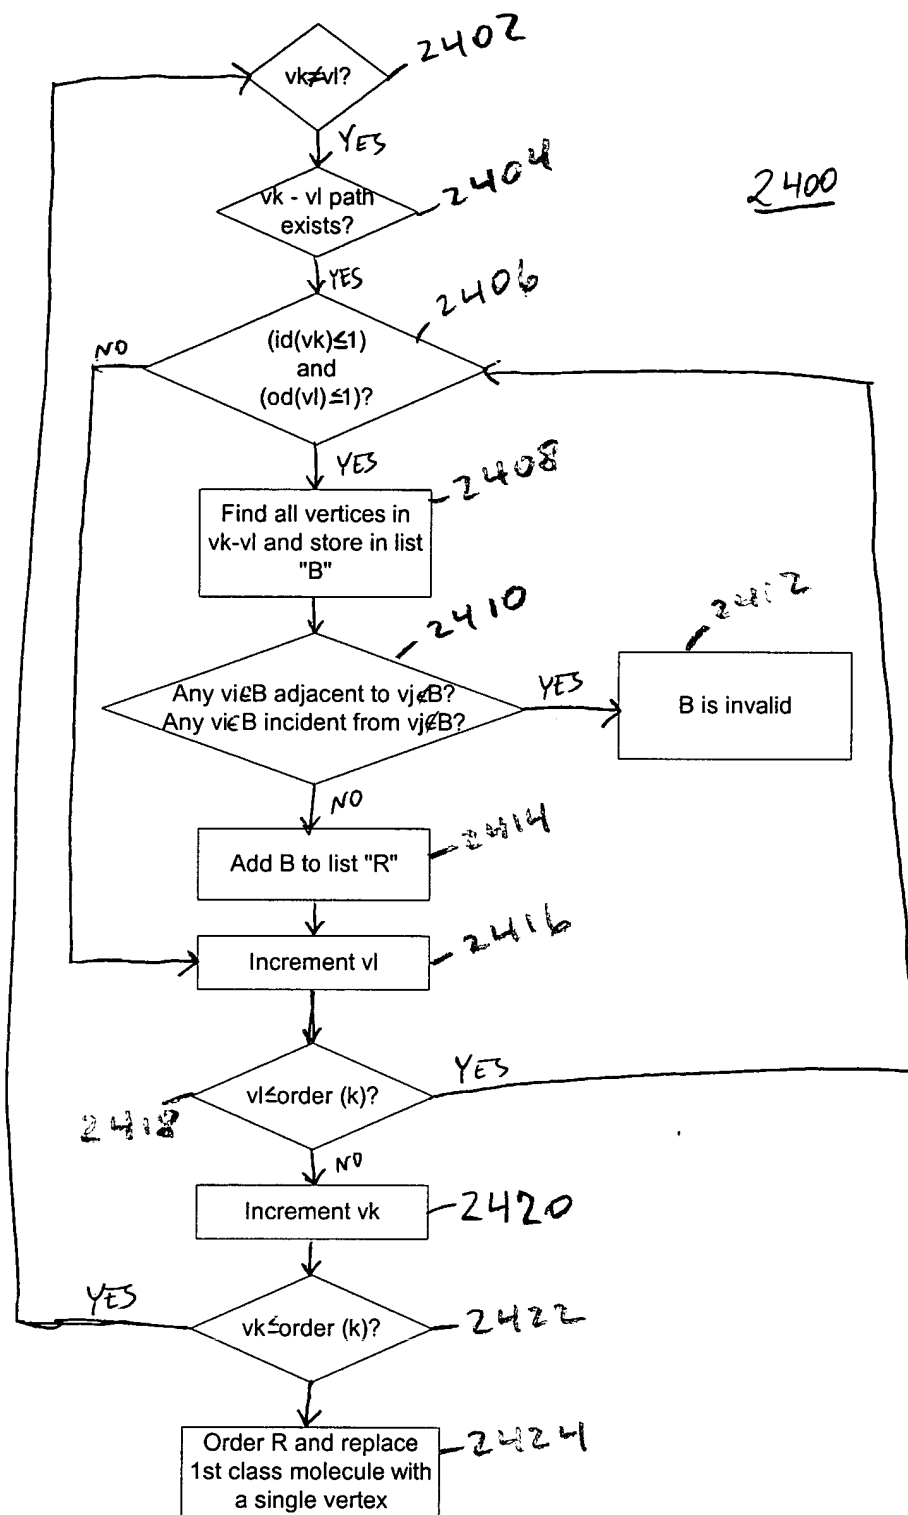 vk≠vl?
2402
YES
vk - vl path
exists?
2404
2400
YES
2406
(id(vk)≤1)
and
(od(vl)≤1)?
NO
YES
2408
Find all vertices in
vk-vl and store in list
"B"
2410
2412
Any vi∈B adjacent to vj∉B?
Any vi∈B incident from vj∉B?
YES
B is invalid
NO
2414
Add B to list "R"
2416
Increment vl
vl≤order (k)?
YES
2418
NO
Increment vk
2420
YES
vk≤order (k)?
2422
Order R and replace
1st class molecule with
a single vertex
2424